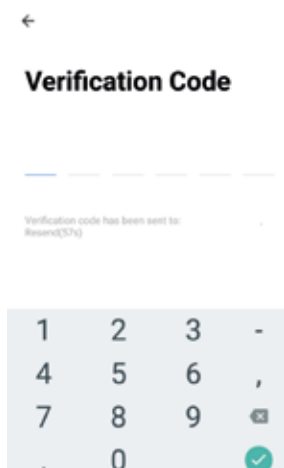 Verification Code
Verification code has been sent to:
Resend(57s)
1 2 3 -
4 5 6 ,
7 8 9
. 0